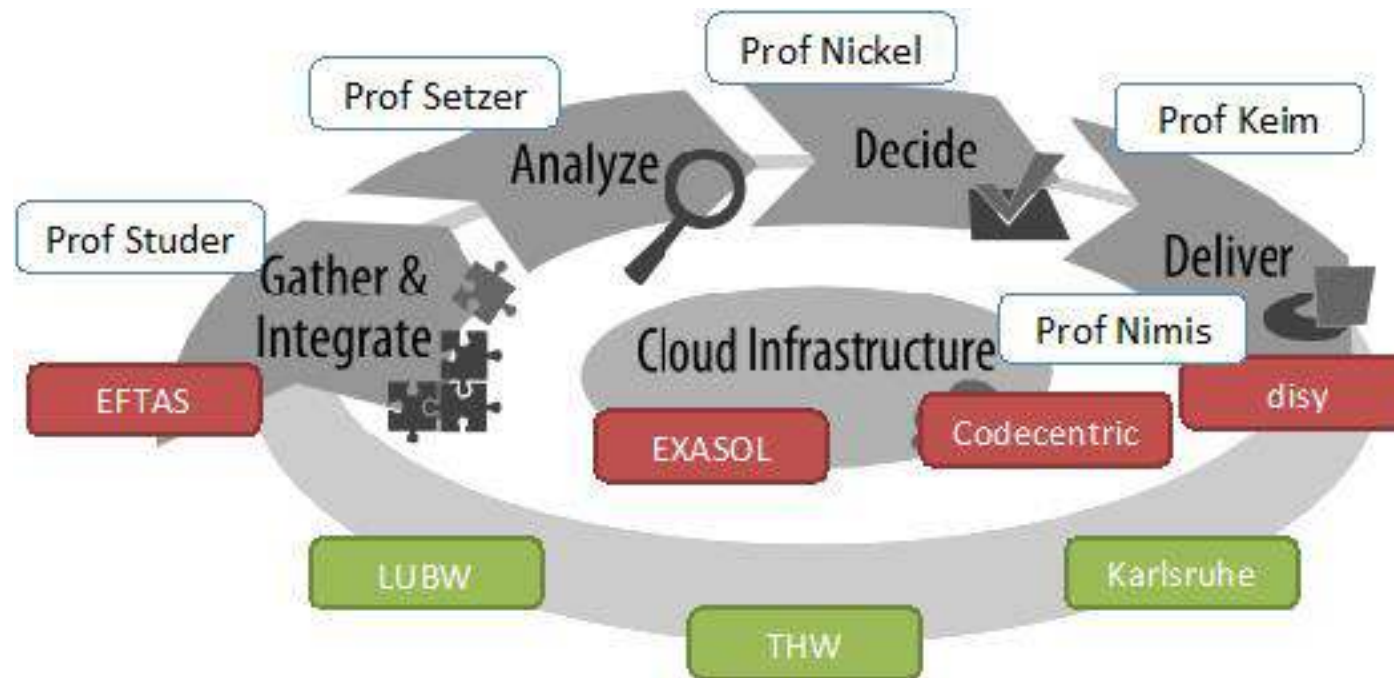 Prof Nickel
Prof Setzer
Prof Keim
Decide
Analyze
Prof Studer
Deliver
Gather &
Integrate
Prof Nimis
Cloud Infrastructure
EFTAS
disy
Codecentric
EXASOL
LUBW
Karlsruhe
THW